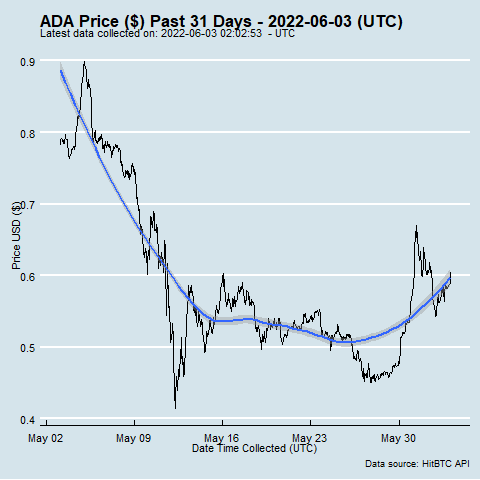 ADA Price ($) Past 31 Days - 2022-06-03 (UTC)
Latest data collected on: 2022-06-03 02:02:53  - UTC
0.9
0.8
0.7
0.6
0.5
0.4
Price USD ($)
May 02 May 09 May 16 May 23 May 30
Date Time Collected (UTC)
Data source: HitBTC API